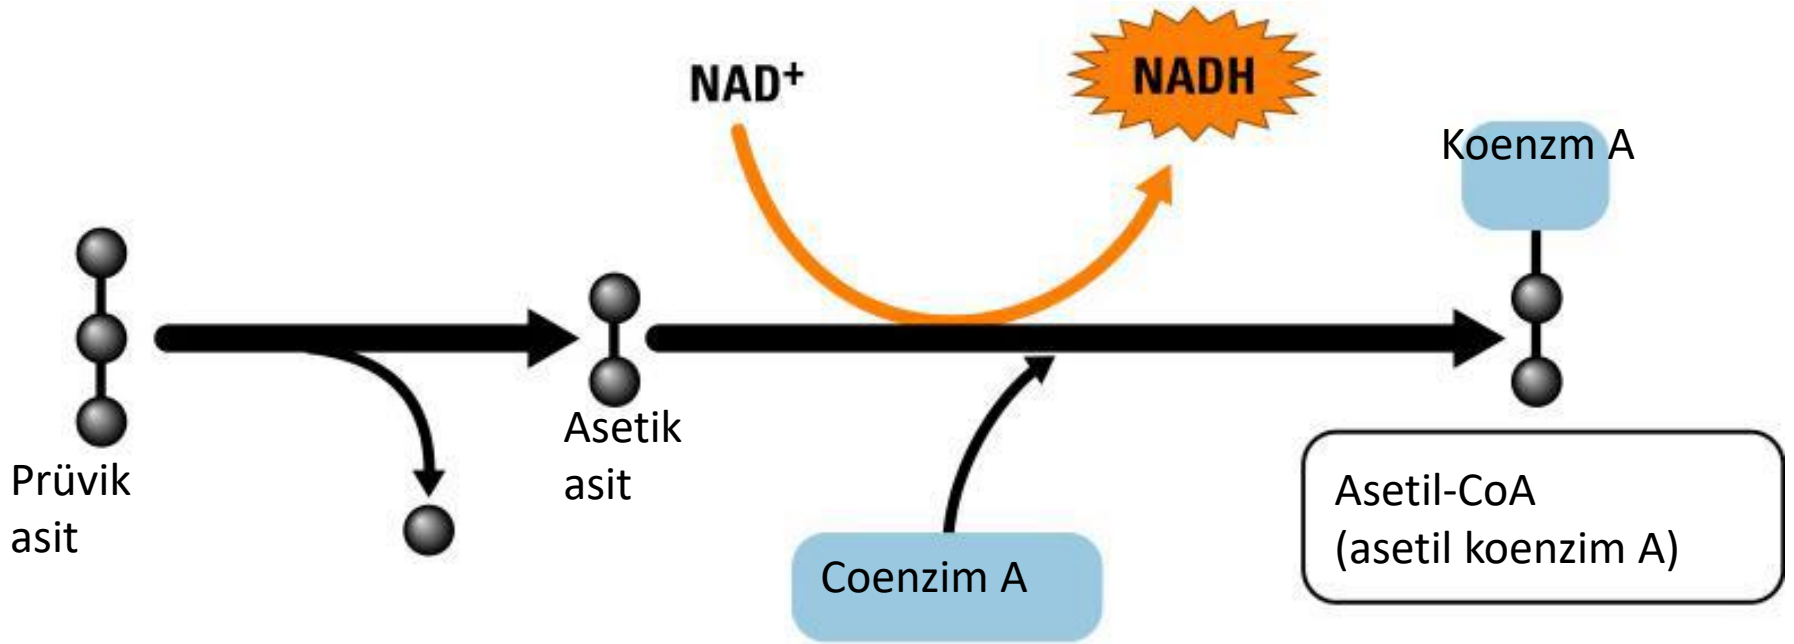 NAD⁺
NADH
Koenzm A
Prüvik
asit
Asetik
asit
Coenzim A
Asetil-CoA
(asetil koenzim A)